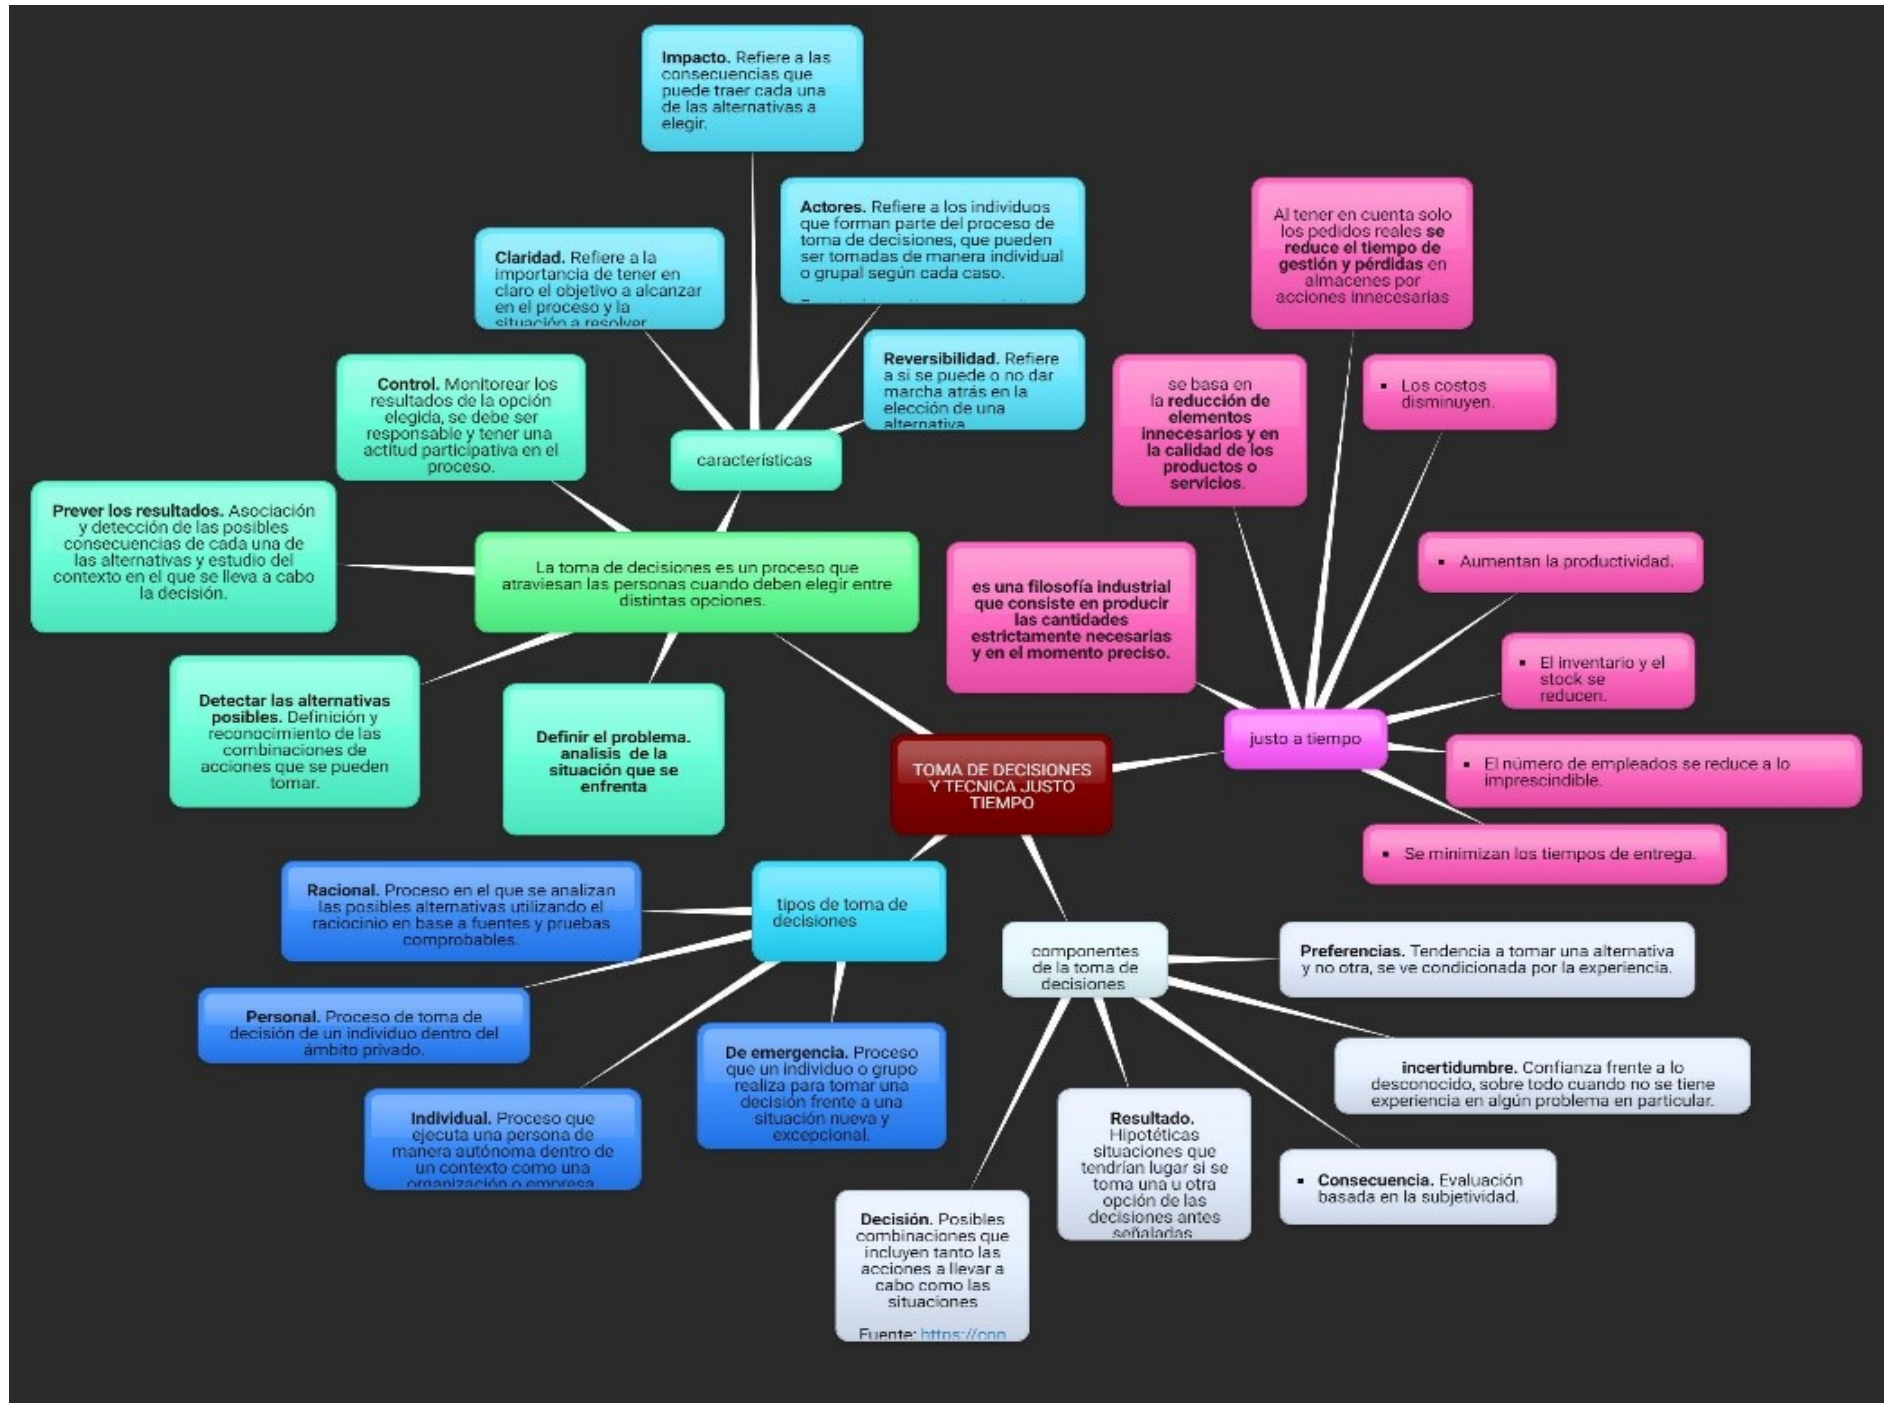 Impacto. Refiere a las
consecuencias que
puede traer cada una
de las alternativas a
elegir.
Actores. Refiere a los individuos
que forman parte del proceso de
toma de decisiones, que pueden
ser tomadas de manera individual
o grupal según cada caso.
Claridad. Refiere a la
importancia de tener en
claro el objetivo a alcanzar
en el proceso y la
situación a resolver
Reversibilidad. Refiere
a si se puede o no dar
marcha atrás en la
elección de una
alternativa
Control. Monitorear los
resultados de la opción
elegida, se debe ser
responsable y tener una
actitud participativa en el
proceso.
características
Prever los resultados. Asociación
y detección de las posibles
consecuencias de cada una de
las alternativas y estudio del
contexto en el que se lleva a cabo
la decisión.
La toma de decisiones es un proceso que
atraviesan las personas cuando deben elegir entre
distintas opciones.
Detectar las alternativas
posibles. Definición y
reconocimiento de las
combinaciones de
acciones que se pueden
tomar.
Definir el problema.
analisis de la
situación que se
enfrenta
Al tener en cuenta solo
los pedidos reales se
reduce el tiempo de
gestión y pérdidas en
almacenes por
acciones innecesarias
se basa en
la reducción de
elementos
innecesarios y en
la calidad de los
productos o
servicios.
▪ Los costos
disminuyen.
▪ Aumentan la productividad.
es una filosofía industrial
que consiste en producir
las cantidades
estrictamente necesarias
y en el momento preciso.
▪ El inventario y el
stock se
reducen.
justo a tiempo
▪ El número de empleados se reduce a lo
imprescindible.
▪ Se minimizan los tiempos de entrega.
TOMA DE DECISIONES
Y TECNICA JUSTO
TIEMPO
tipos de toma de
decisiones
Racional. Proceso en el que se analizan
las posibles alternativas utilizando el
raciocinio en base a fuentes y pruebas
comprobables.
Personal. Proceso de toma de
decisión de un individuo dentro del
ámbito privado.
Individual. Proceso que
ejecuta una persona de
manera autónoma dentro de
un contexto como una
organización o empresa
De emergencia. Proceso
que un individuo o grupo
realiza para tomar una
decisión frente a una
situación nueva y
excepcional.
componentes
de la toma de
decisiones
Preferencias. Tendencia a tomar una alternativa
y no otra, se ve condicionada por la experiencia.
incertidumbre. Confianza frente a lo
desconocido, sobre todo cuando no se tiene
experiencia en algún problema en particular.
▪ Consecuencia. Evaluación
basada en la subjetividad.
Resultado.
Hipotéticas
situaciones que
tendrían lugar si se
toma una u otra
opción de las
decisiones antes
señaladas
Decisión. Posibles
combinaciones que
incluyen tanto las
acciones a llevar a
cabo como las
situaciones
Fuente: https://con